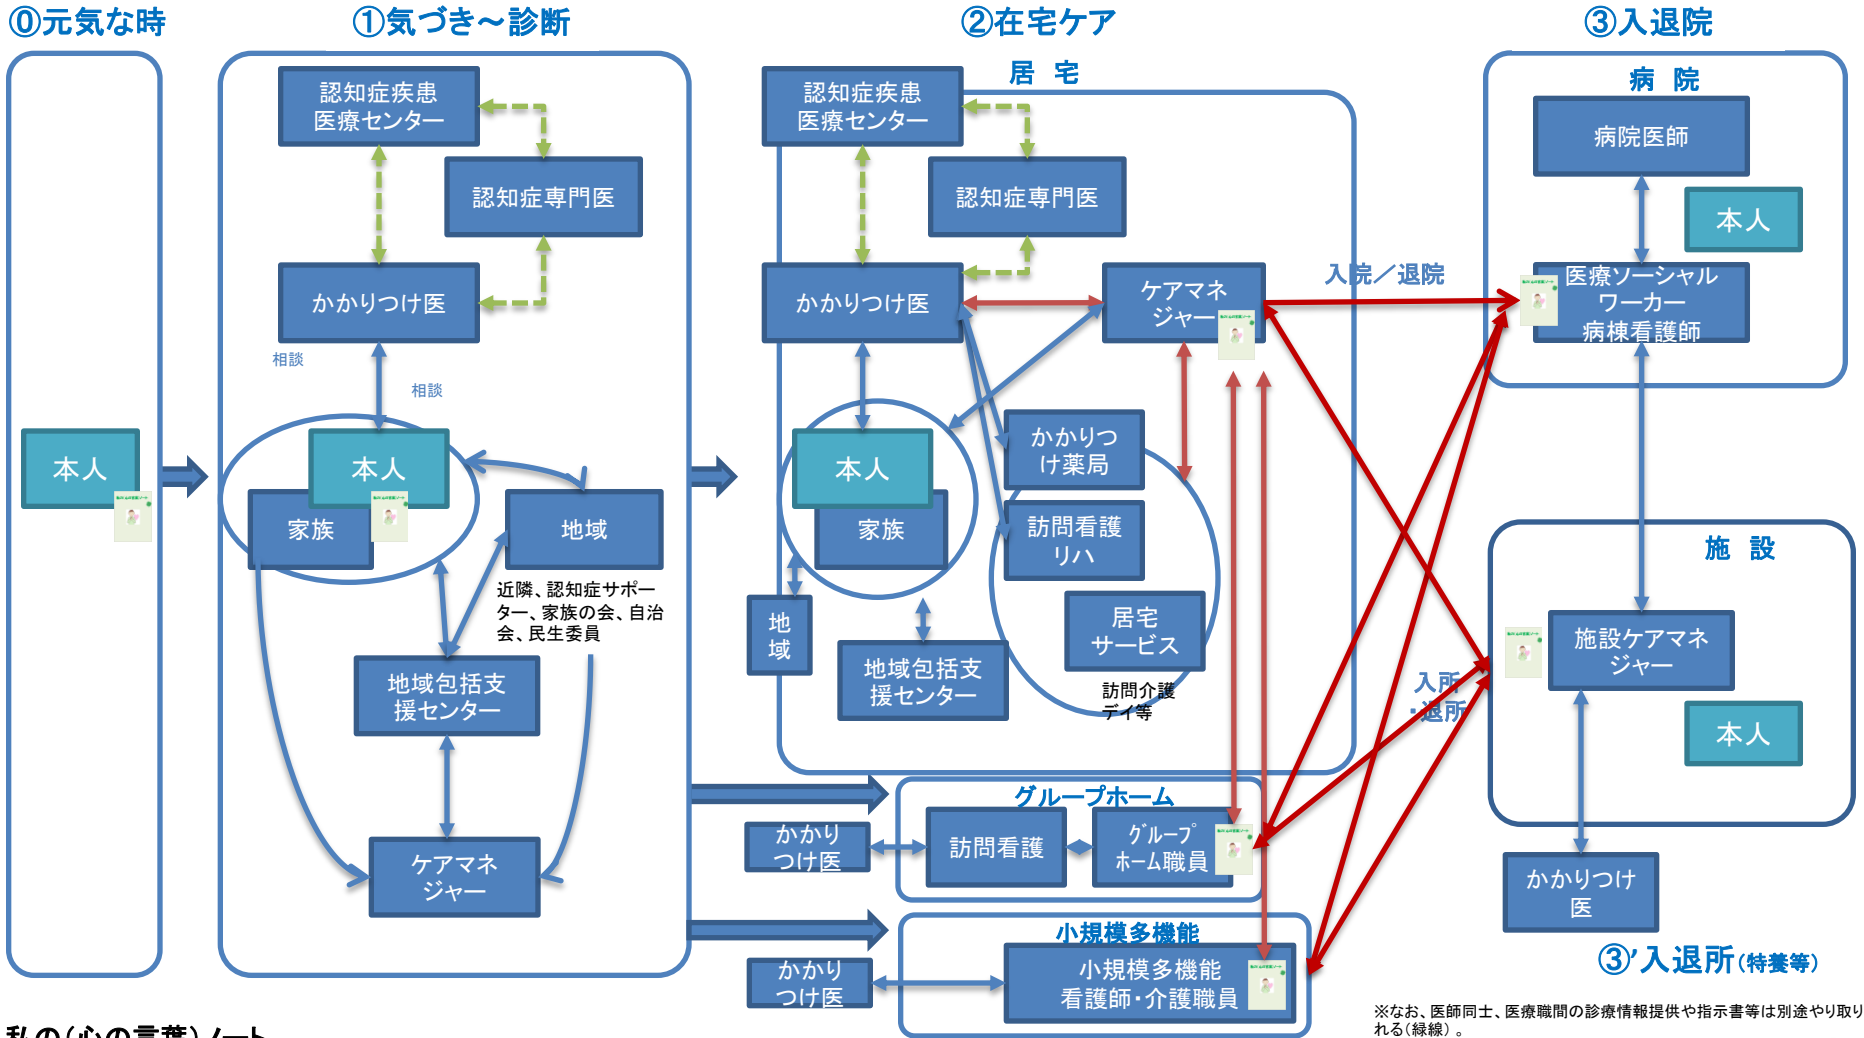 ⓪元気な時
①気づき～診断
②在宅ケア
③入退院
本人
認知症疾患
医療センター
認知症専門医
かかりつけ医
相談
相談
本人
家族
地域
近隣、認知症サポー
ター、家族の会、自治
会、民生委員
地域包括支
援センター
ケアマネ
ジャー
居 宅
認知症疾患
医療センター
認知症専門医
かかりつけ医
ケアマネ
ジャー
本人
家族
かかりつ
け薬局
訪問看護
リハ
居宅
サービス
訪問介護
デイ等
地
域
地域包括支
援センター
グループホーム
かかり
つけ医
訪問看護
グループ
ホーム職員
小規模多機能
かかり
つけ医
小規模多機能
看護師・介護職員
入院／退院
入所
・退所
病 院
病院医師
本人
医療ソーシャル
ワーカー
病棟看護師
施 設
施設ケアマネ
ジャー
本人
かかりつけ
医
③’入退所（特養等）
※なお、医師同士、医療職間の診療情報提供や指示書等は別途やり取り
れる（緑線）。
私の（心の言葉）ノート